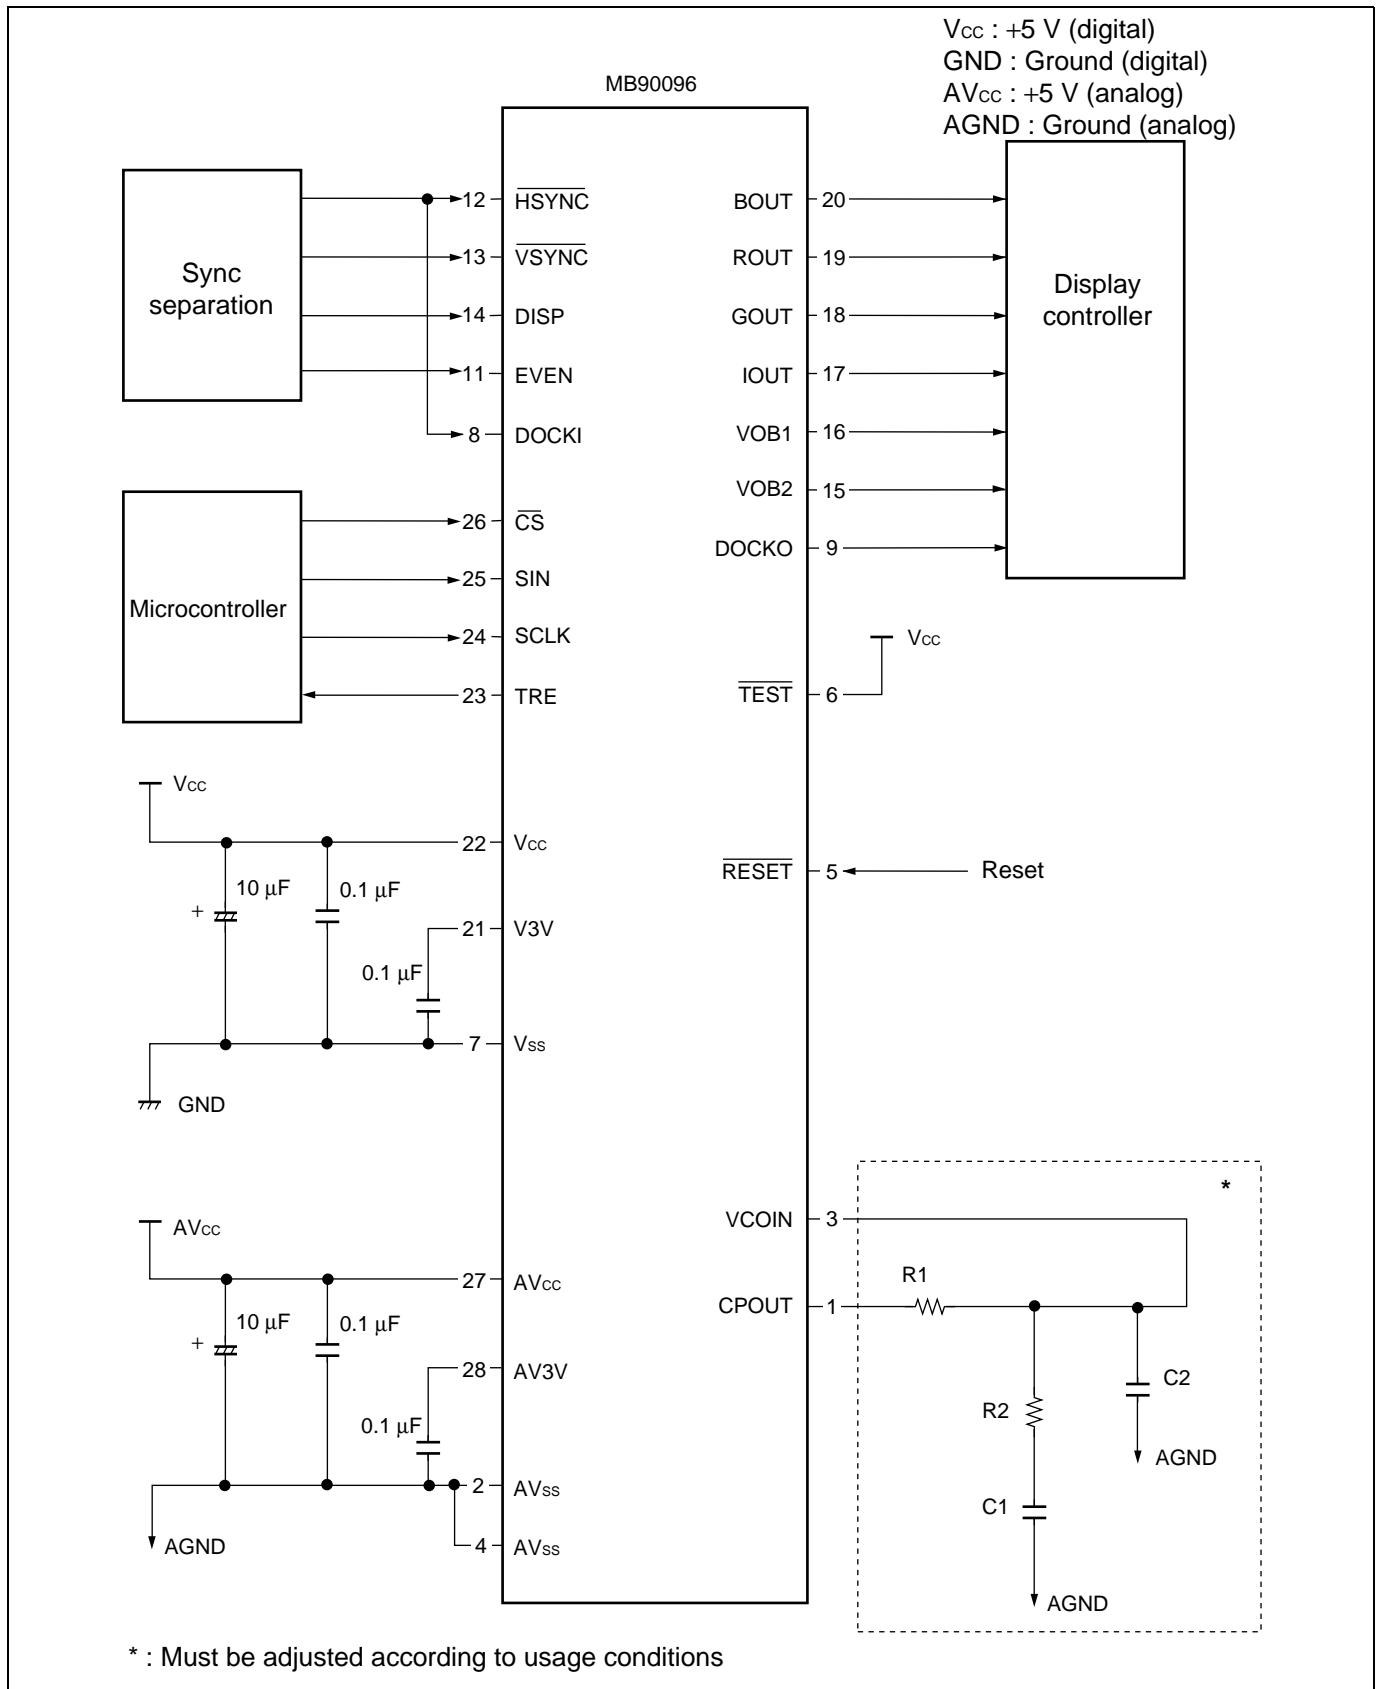 Vcc : +5 V (digital)
GND : Ground (digital)
AVcc : +5 V (analog)
AGND : Ground (analog)
MB90096
Sync
separation
12 HSYNC
13 VSYNC
14 DISP
11 EVEN
8 DOCKI
BOUT 20
ROUT 19
GOUT 18
IOUT 17
VOB1 16
VOB2 15
DOCKO 9
Display
controller
Microcontroller
26 CS
25 SIN
24 SCLK
23 TRE
TEST 6
Vcc
RESET 5
Reset
Vcc
22 Vcc
+
10 µF
0.1 µF
21 V3V
0.1 µF
7 Vss
GND
AVcc
27 AVcc
+
10 µF
0.1 µF
28 AV3V
0.1 µF
2 AVss
4 AVss
AGND
*
VCOIN 3
CPOUT 1
R1
R2
C2
AGND
C1
AGND
* : Must be adjusted according to usage conditions